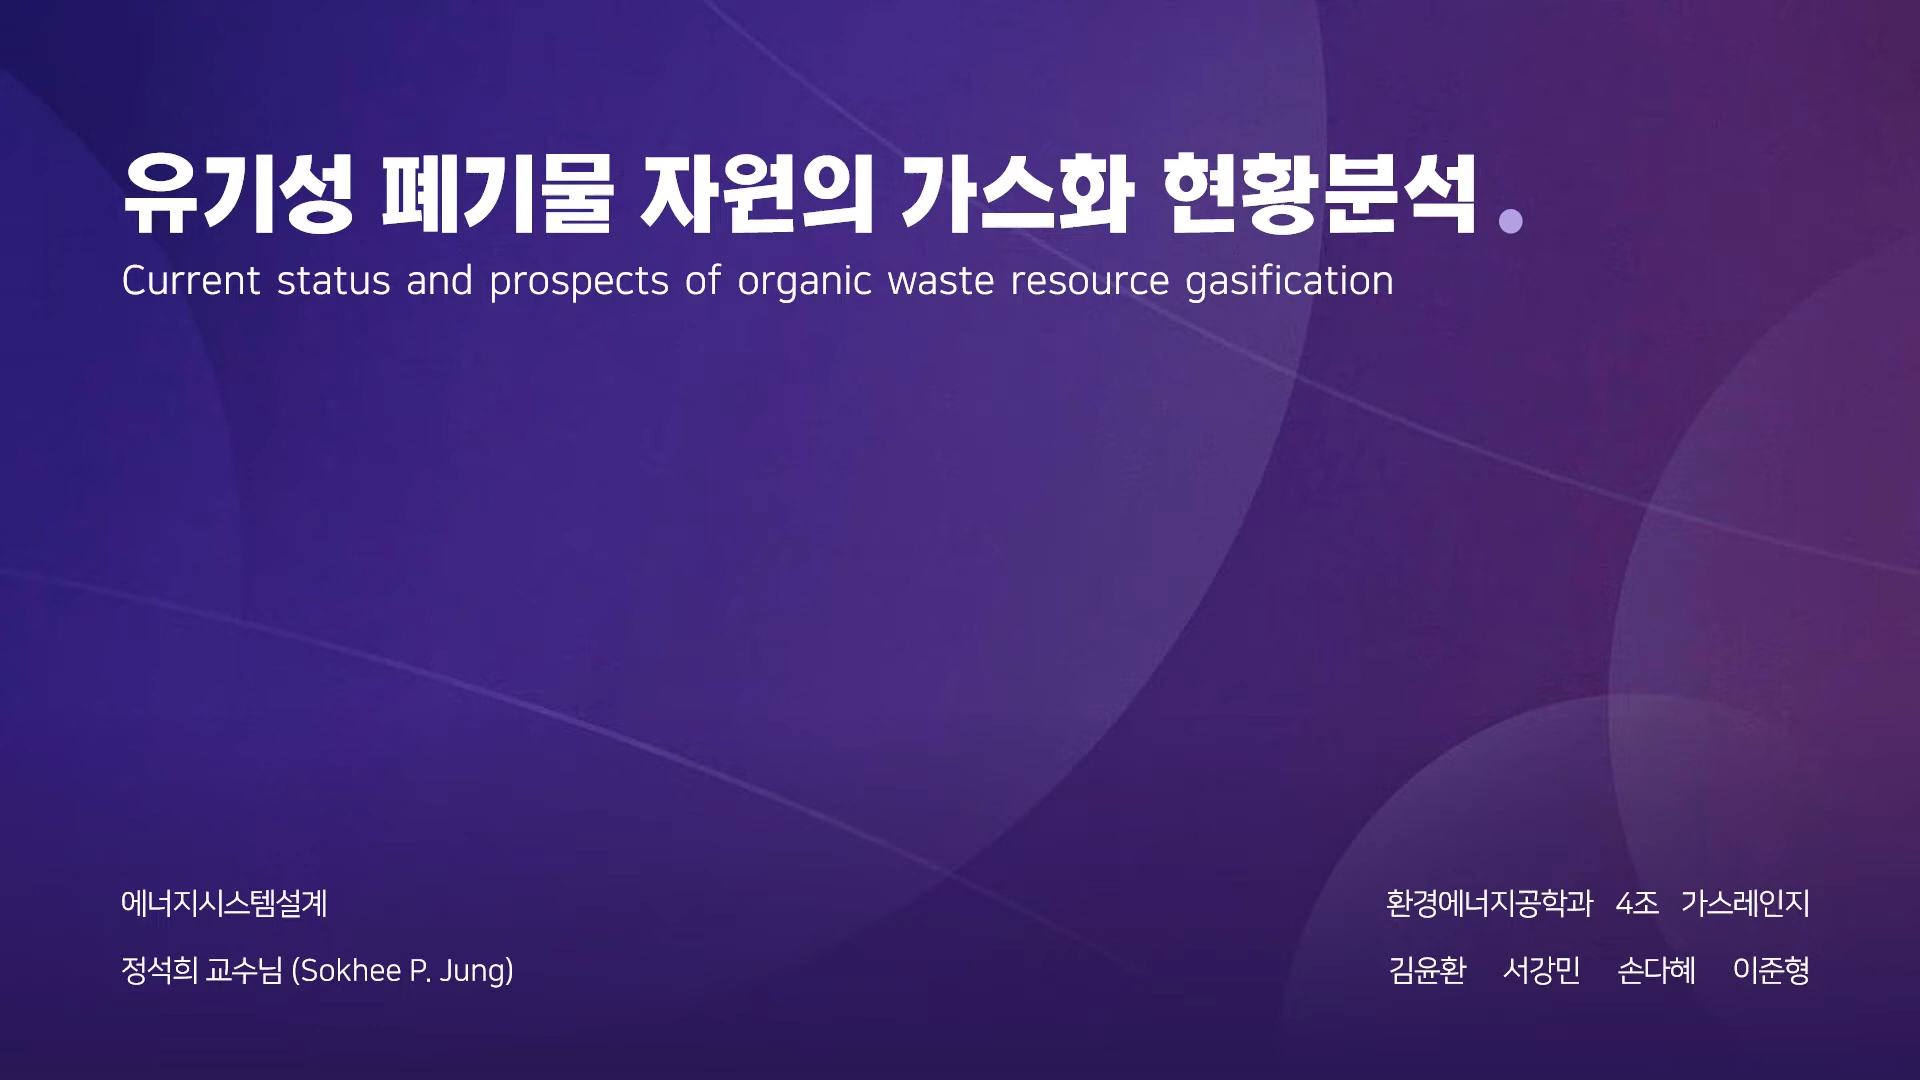 유기성 폐기물 자원의 가스화 현황분석.
Current status and prospects of organic waste resource gasification
에너지시스템설계
정석희 교수님 (Sokhee P. Jung)
환경에너지공학과 4조 가스레인지
김윤환 서강민 손다혜 이준형